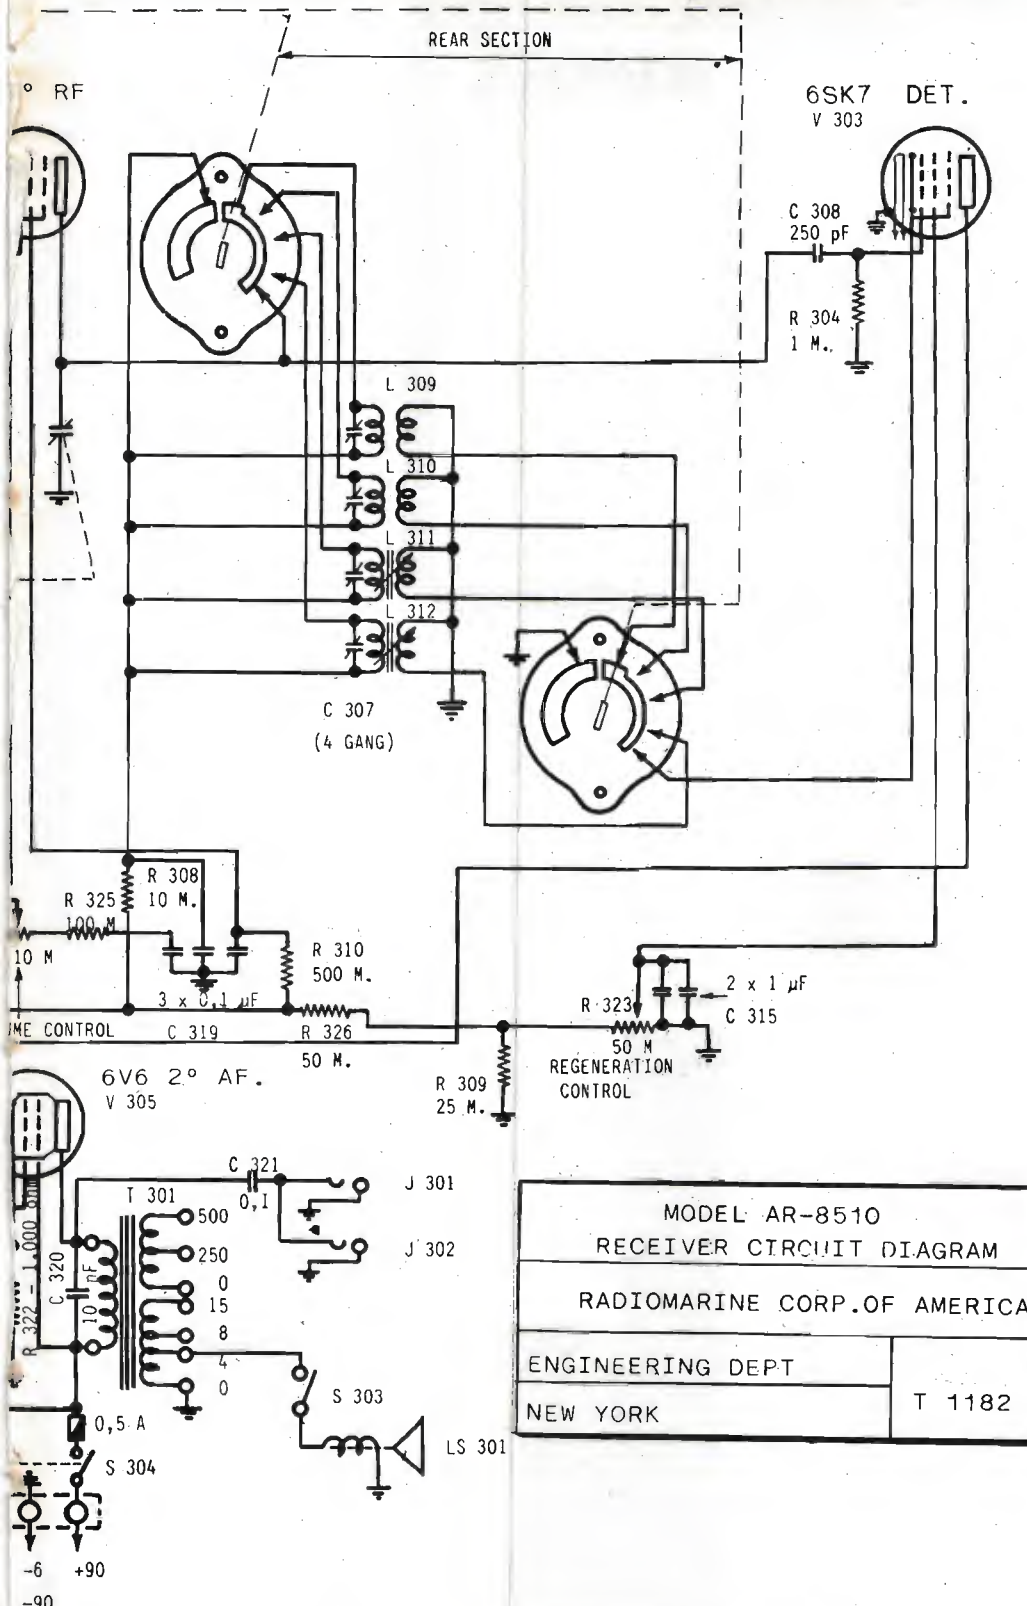 REAR SECTION
° RF
6SK7 DET.
V 303
C 308
250 pF
R 304
1 M.
L 309
L 310
L 311
L 312
C 307
(4 GANG)
R 308
10 M.
R 325
100 M
10 M
R 310
500 M.
3 x 0,1 µF
ME CONTROL
C 319
R 326
50 M.
2 x 1 µF
C 315
R 323
50 M
REGENERATION
CONTROL
R 309
25 M.
6V6 2° AF.
V 305
C 321
0,1
J 301
T 301
500
J 302
250
0
15
8
4
0
R 322 - 1.000 ohm
C 320
10 nF
S 303
0,5 A
LS 301
S 304
-6
+90
-90
MODEL AR-8510
RECEIVER CIRCUIT DIAGRAM
RADIOMARINE CORP.OF AMERICA
ENGINEERING DEPT
NEW YORK
T 1182